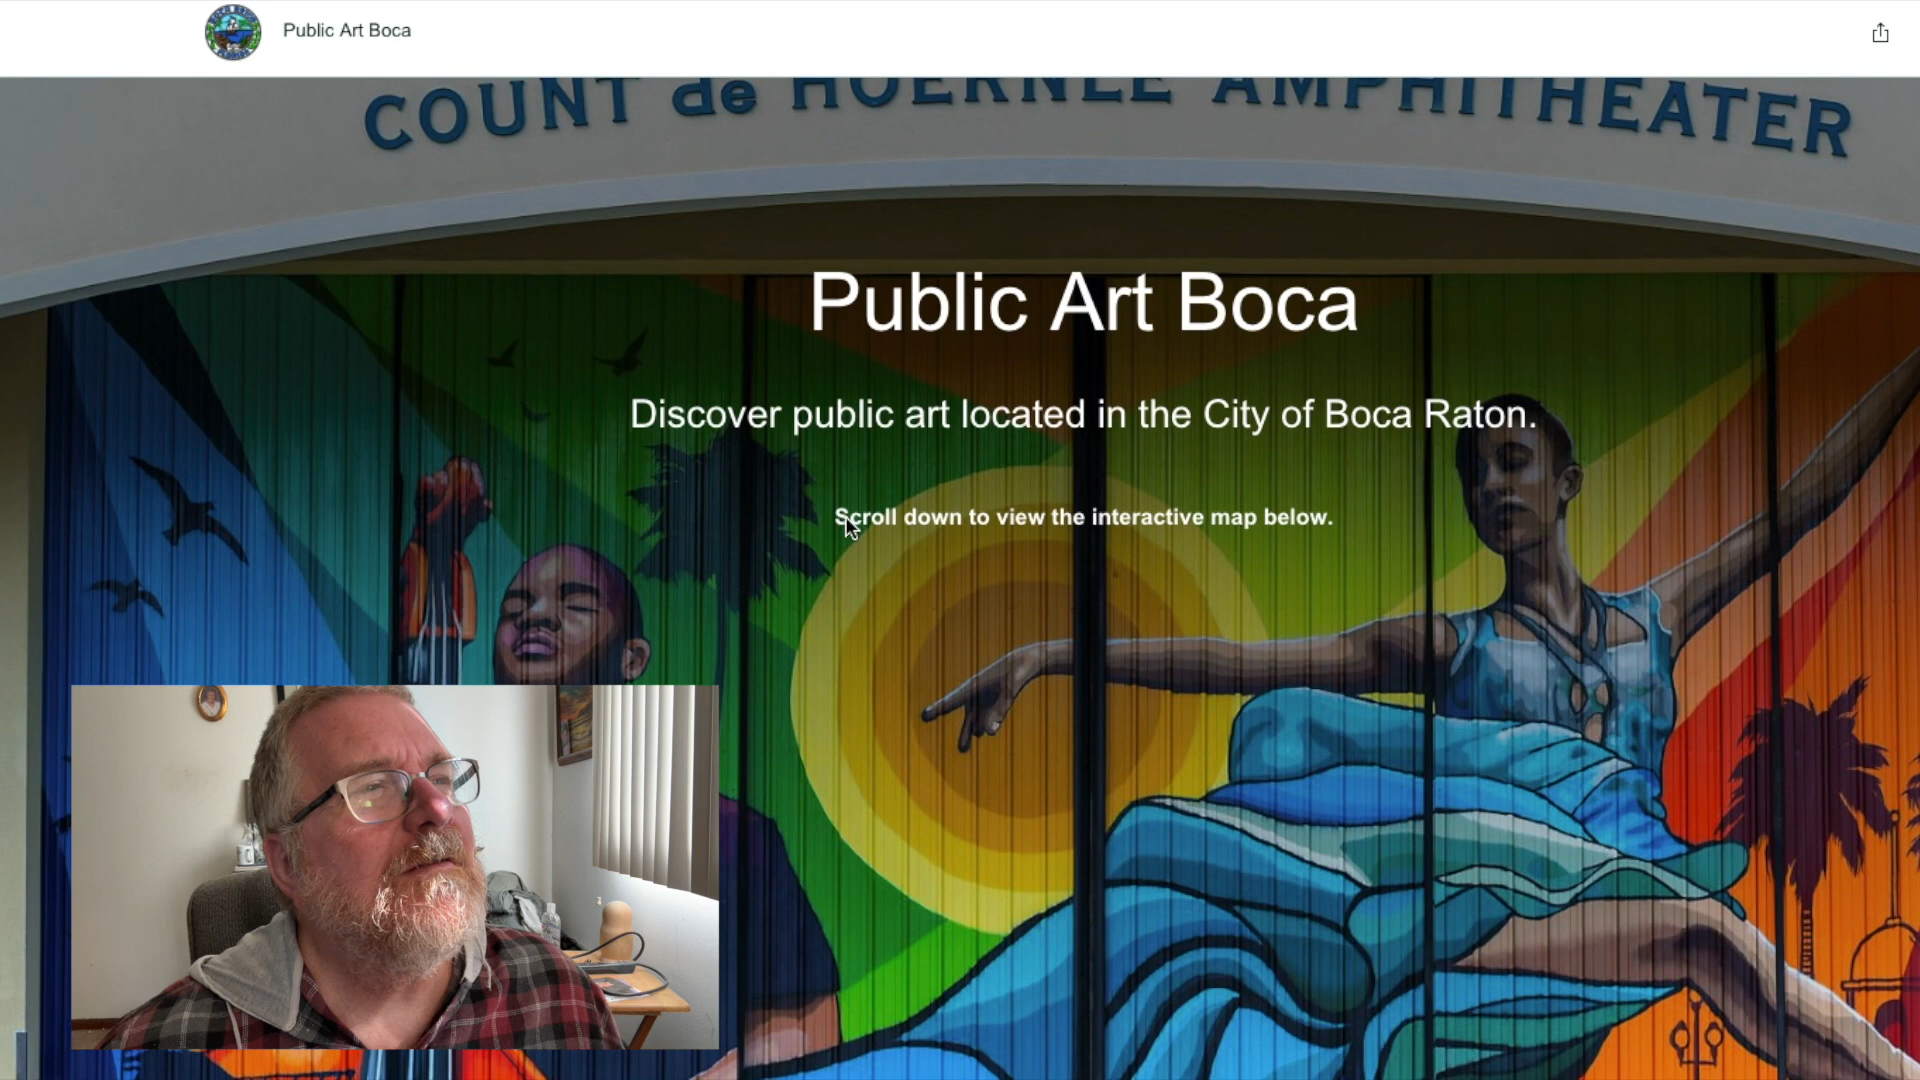 Public Art Boca
COUNT de HOERNLE AMPHITHEATER
Public Art Boca
Discover public art located in the City of Boca Raton.
Scroll down to view the interactive map below.